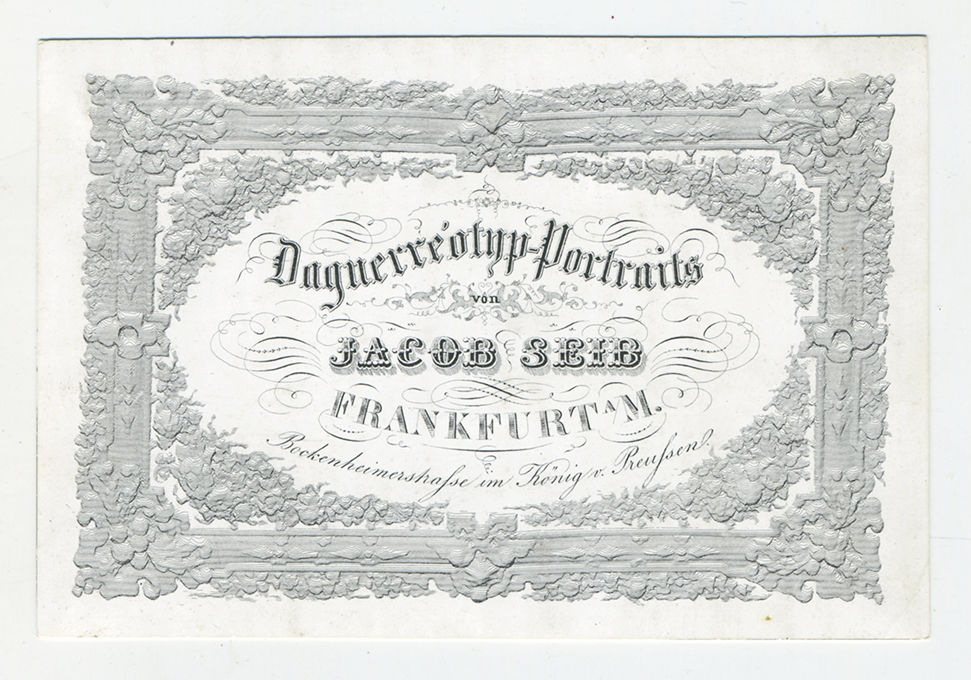 Daguerréotyp-Portraits
von
JACOB SEIB
FRANKFURT A/M.
Bockenheimerstraſse im König v. Preuſsen.